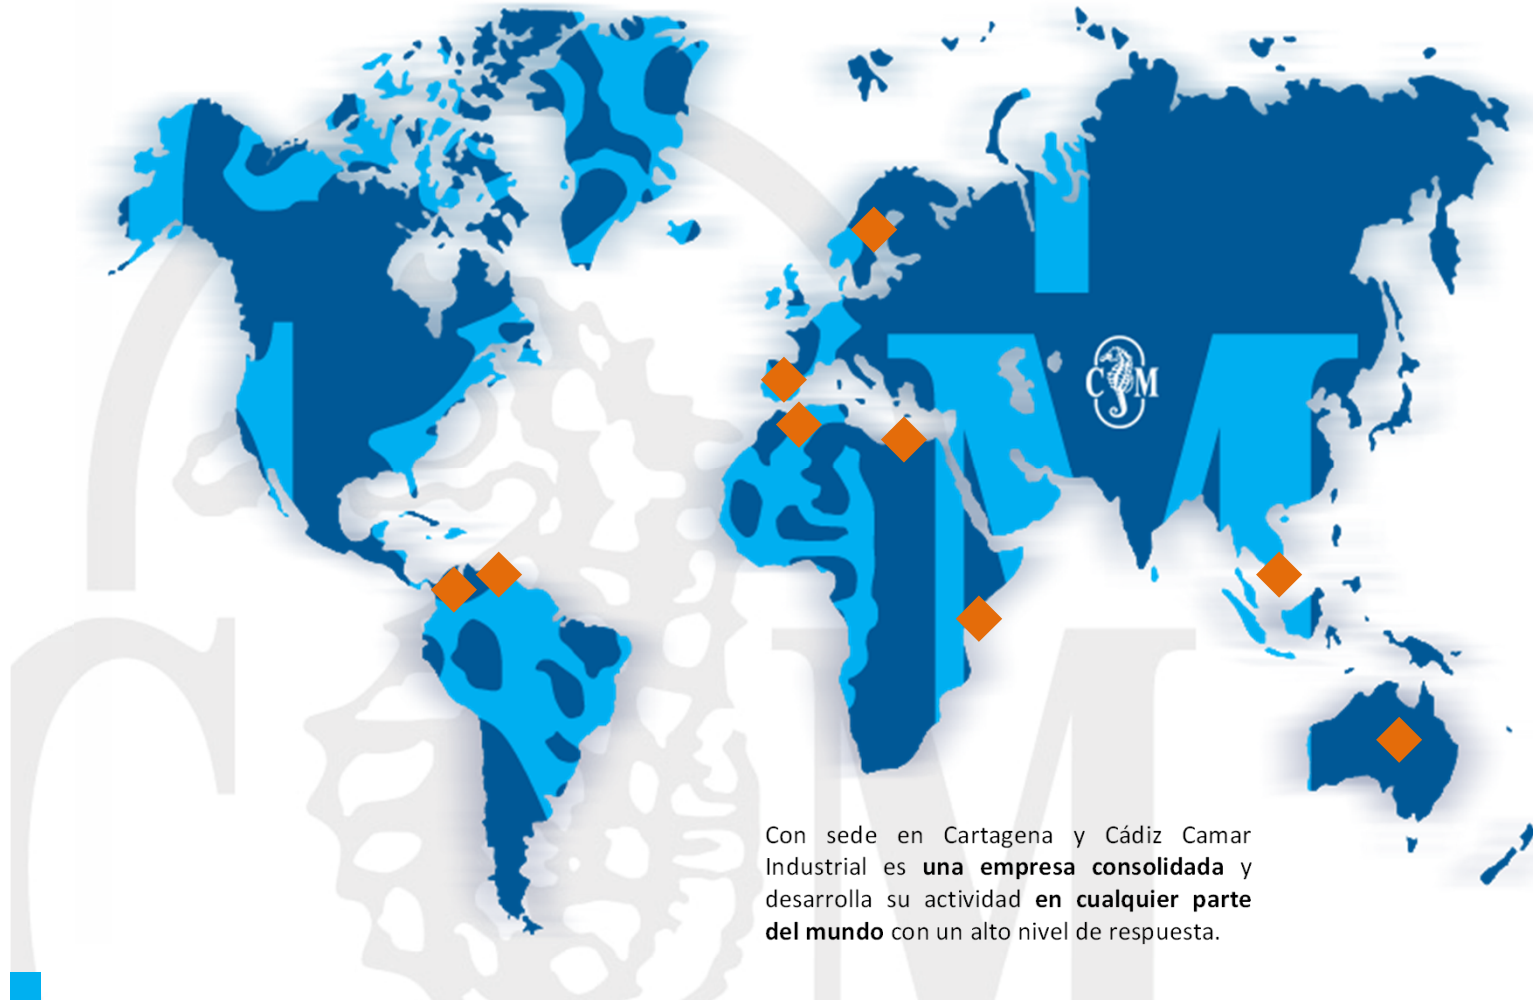 C M
Con sede en Cartagena y Cádiz Camar
Industrial es una empresa consolidada y
desarrolla su actividad en cualquier parte
del mundo con un alto nivel de respuesta.
C M